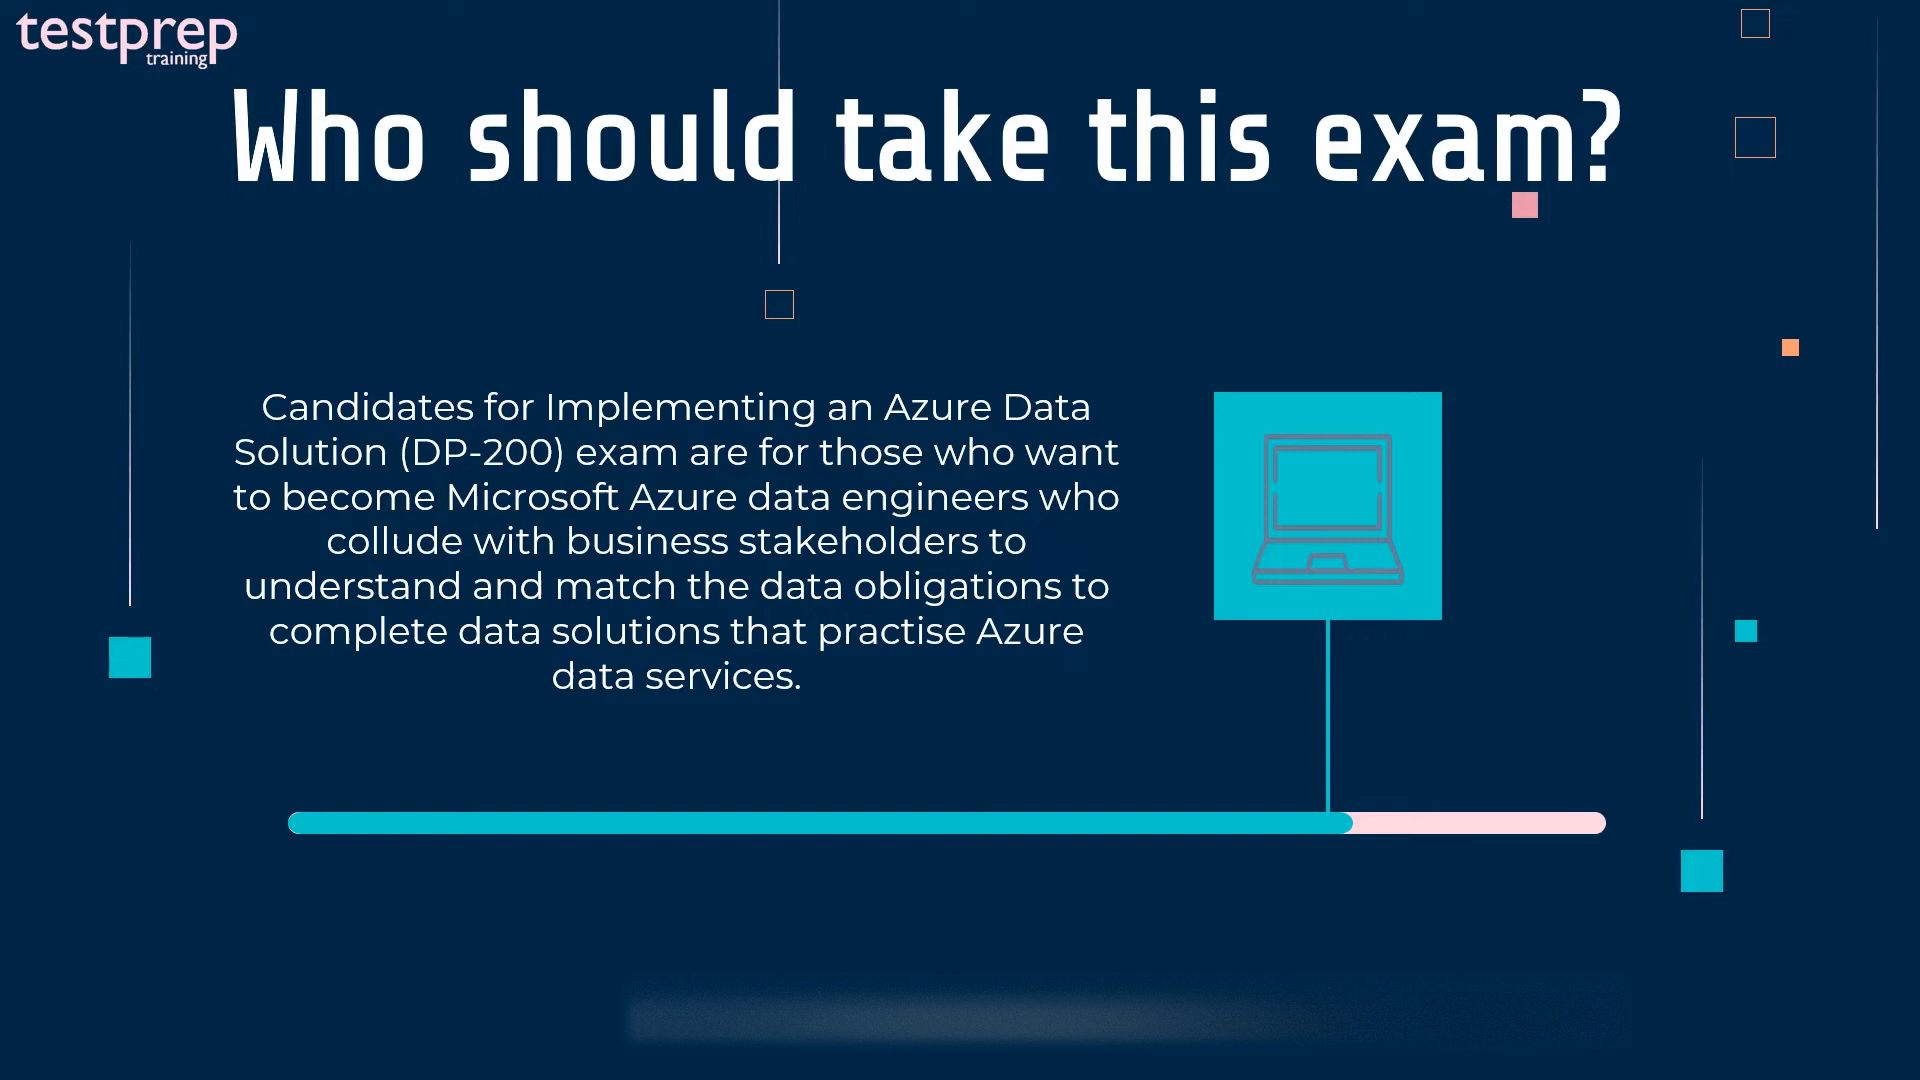 testprep
training
Who should take this exam?
Candidates for Implementing an Azure Data
Solution (DP-200) exam are for those who want
to become Microsoft Azure data engineers who
collude with business stakeholders to
understand and match the data obligations to
complete data solutions that practise Azure
data services.